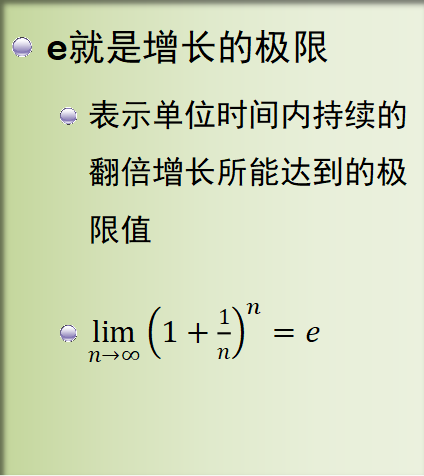 e就是增长的极限
表示单位时间内持续的
翻倍增长所能达到的极
限值
lim n→∞ (1 + 1/n)^n = e